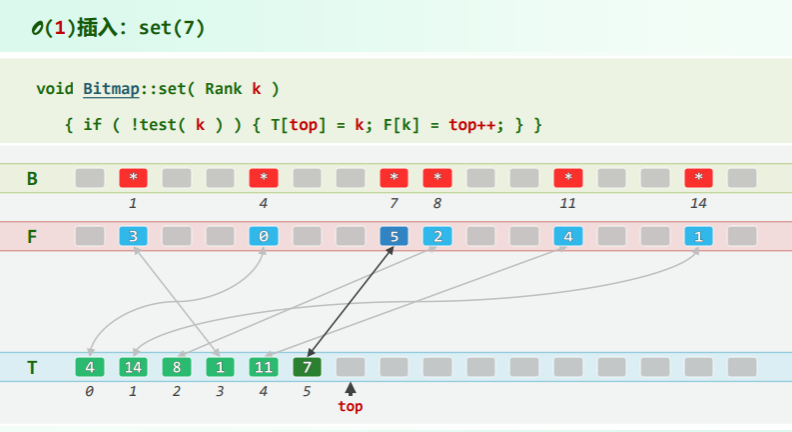 O(1)插入：set(7)
void Bitmap::set( Rank k )
{ if ( !test( k ) ) { T[top] = k; F[k] = top++; } }
B * * * * * *
1 4 7 8 11 14
F 3 0 5 2 4 1
T 4 14 8 1 11 7
0 1 2 3 4 5
top